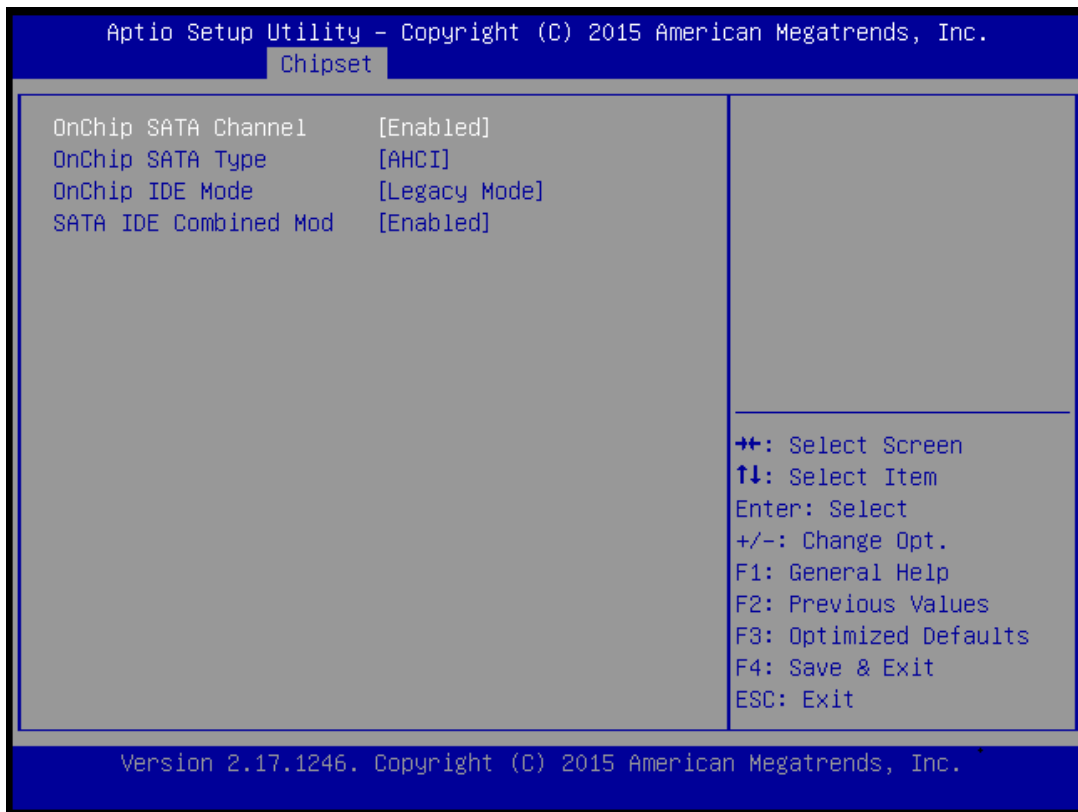 Aptio Setup Utility – Copyright (C) 2015 American Megatrends, Inc.
Chipset
OnChip SATA Channel [Enabled]
OnChip SATA Type [AHCI]
OnChip IDE Mode [Legacy Mode]
SATA IDE Combined Mod [Enabled]
→←: Select Screen
↑↓: Select Item
Enter: Select
+/-: Change Opt.
F1: General Help
F2: Previous Values
F3: Optimized Defaults
F4: Save & Exit
ESC: Exit
Version 2.17.1246. Copyright (C) 2015 American Megatrends, Inc.